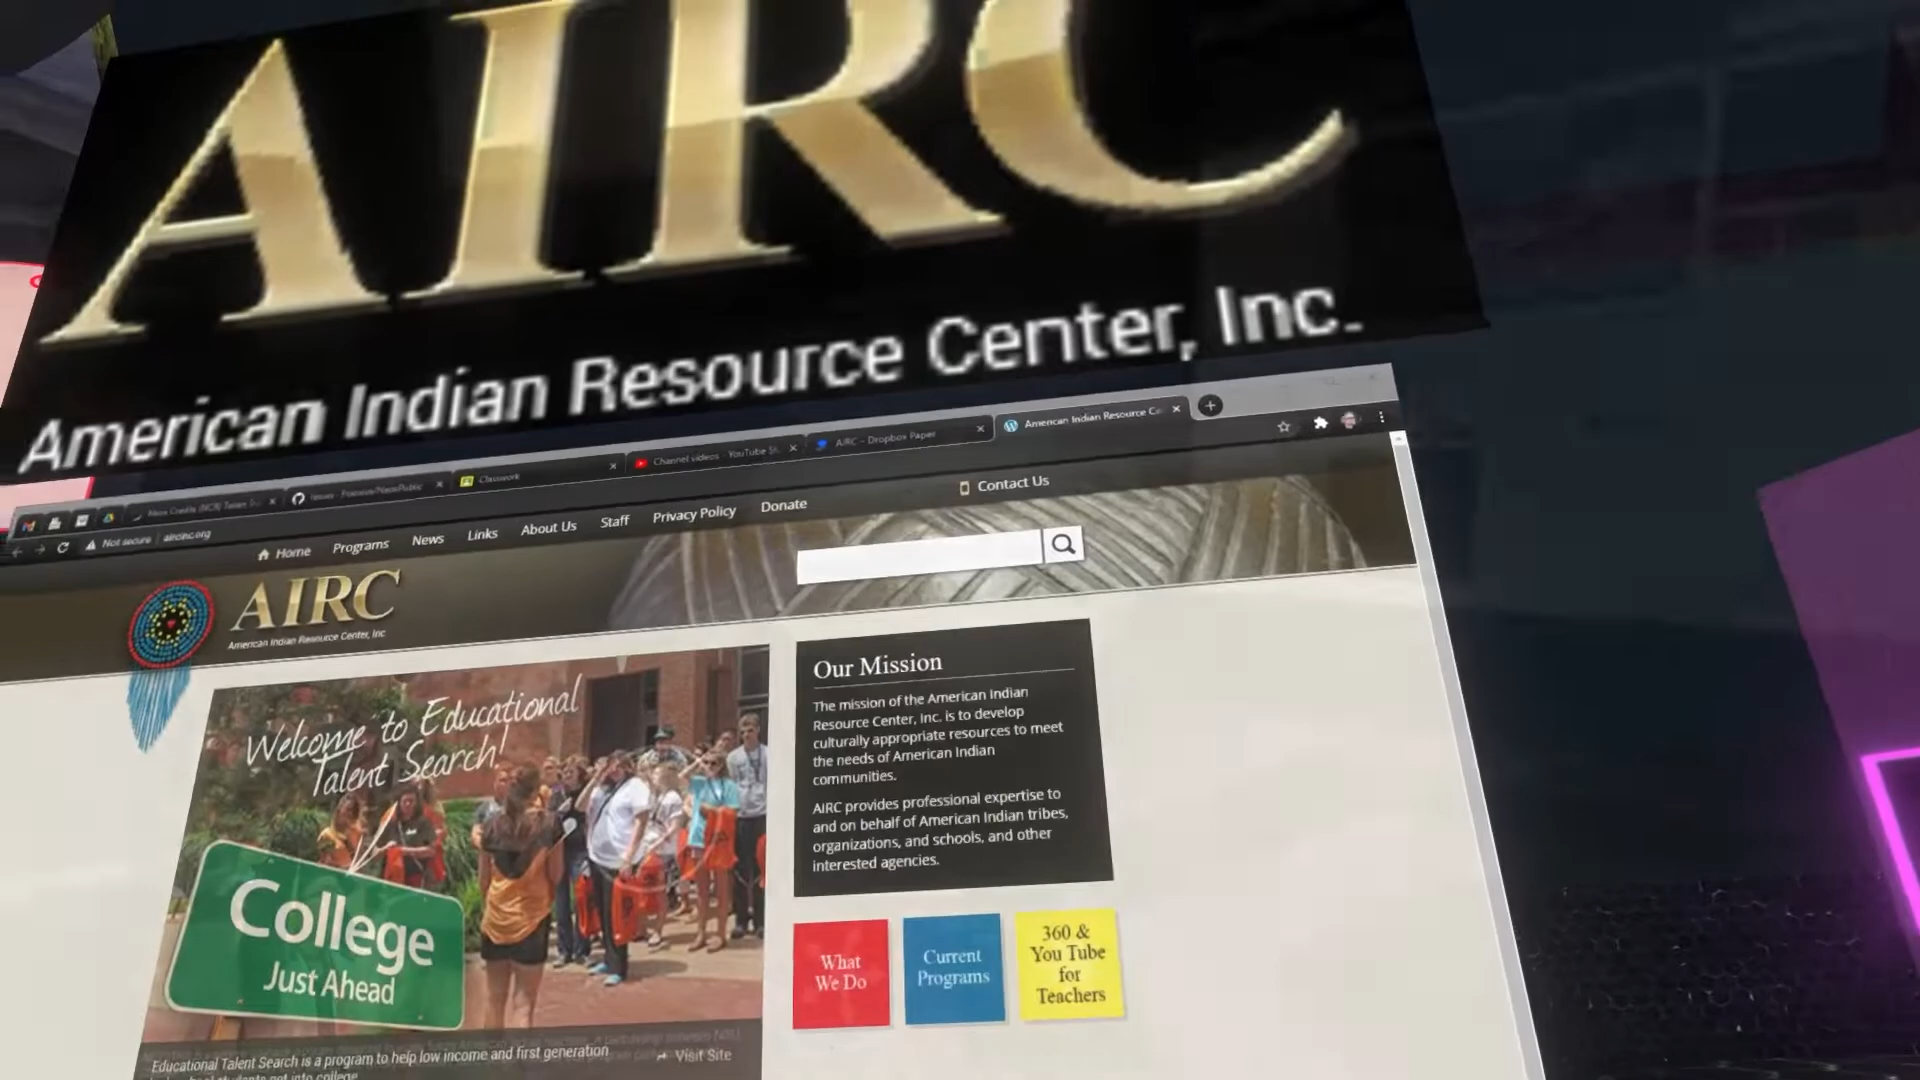 AIRC
American Indian Resource Center, Inc.
Classwork
Channel videos - YouTube St
AIRC - Dropbox Paper
American Indian Resource Ce
Not secure
aircinc.org
Home
Programs
News
Links
About Us
Staff
Privacy Policy
Donate
Contact Us
AIRC
American Indian Resource Center, Inc
Welcome to Educational
Talent Search!
College
Just Ahead
Educational Talent Search is a program to help low income and first generation
school students get into college
Visit Site
Our Mission
The mission of the American Indian
Resource Center, Inc. is to develop
culturally appropriate resources to meet
the needs of American Indian
communities.
AIRC provides professional expertise to
and on behalf of American Indian tribes,
organizations, and schools, and other
interested agencies.
What
We Do
Current
Programs
360 &
You Tube
for
Teachers